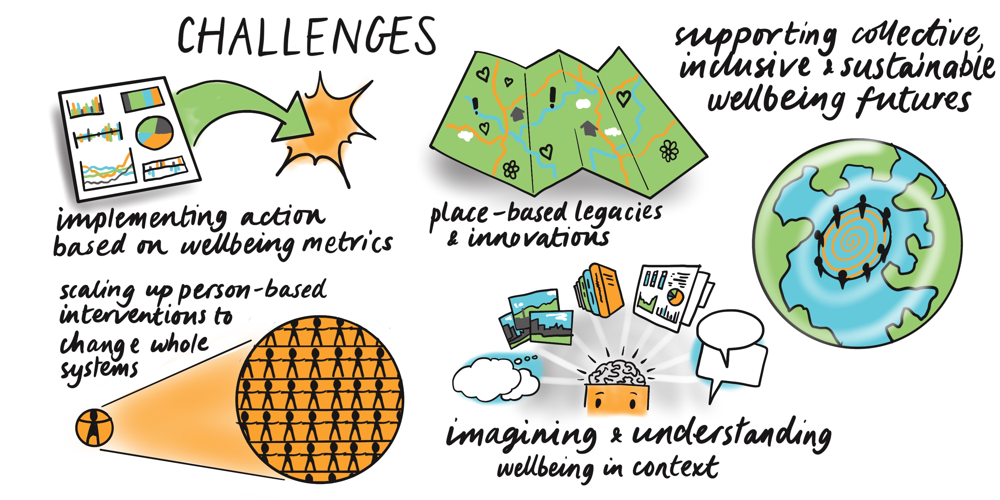 CHALLENGES
implementing action
based on wellbeing metrics
place-based legacies
& innovations
supporting collective,
inclusive & sustainable
wellbeing futures
scaling up person-based
interventions to
change whole
systems
imagining & understanding
wellbeing in context